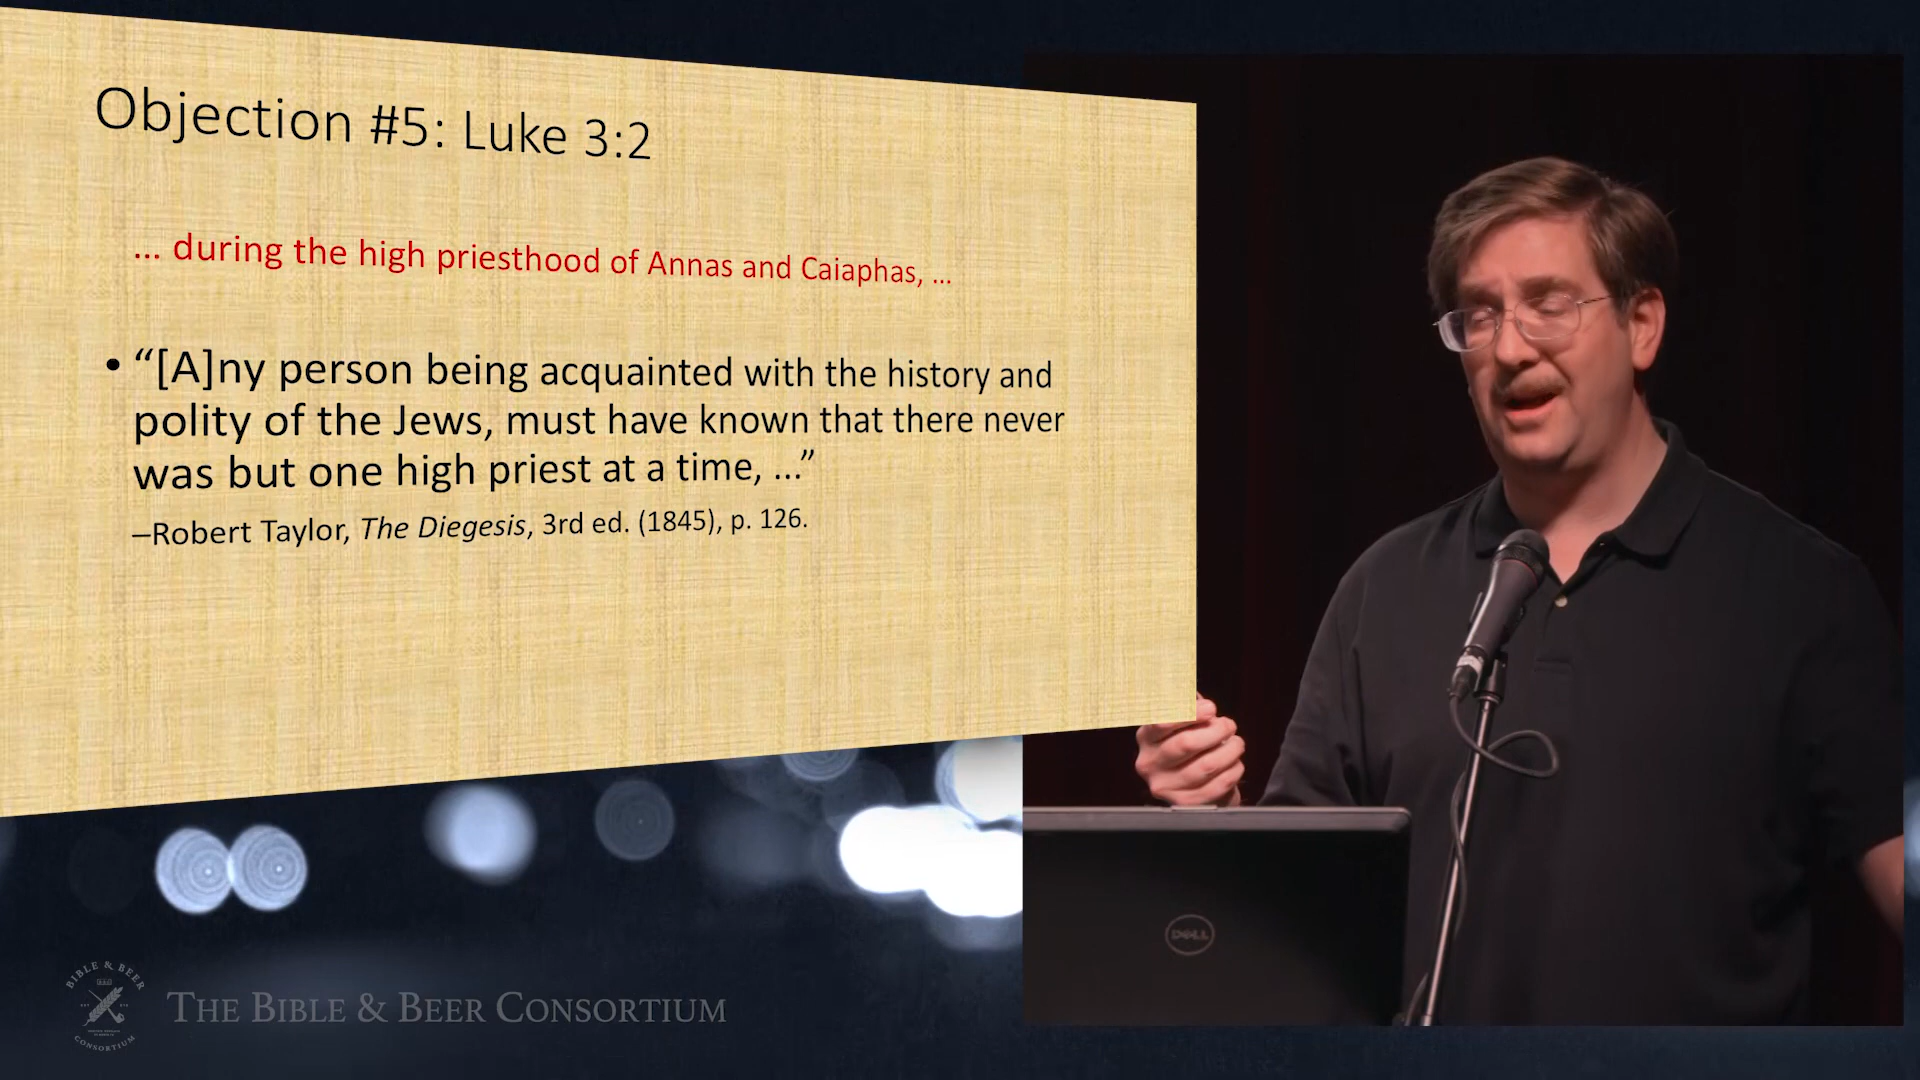 Objection #5: Luke 3:2
... during the high priesthood of Annas and Caiaphas, ...
• “[A]ny person being acquainted with the history and
polity of the Jews, must have known that there never
was but one high priest at a time, ...”
–Robert Taylor, The Diegesis, 3rd ed. (1845), p. 126.
DELL
BIBLE & BEER
CONSORTIUM
THE BIBLE & BEER CONSORTIUM